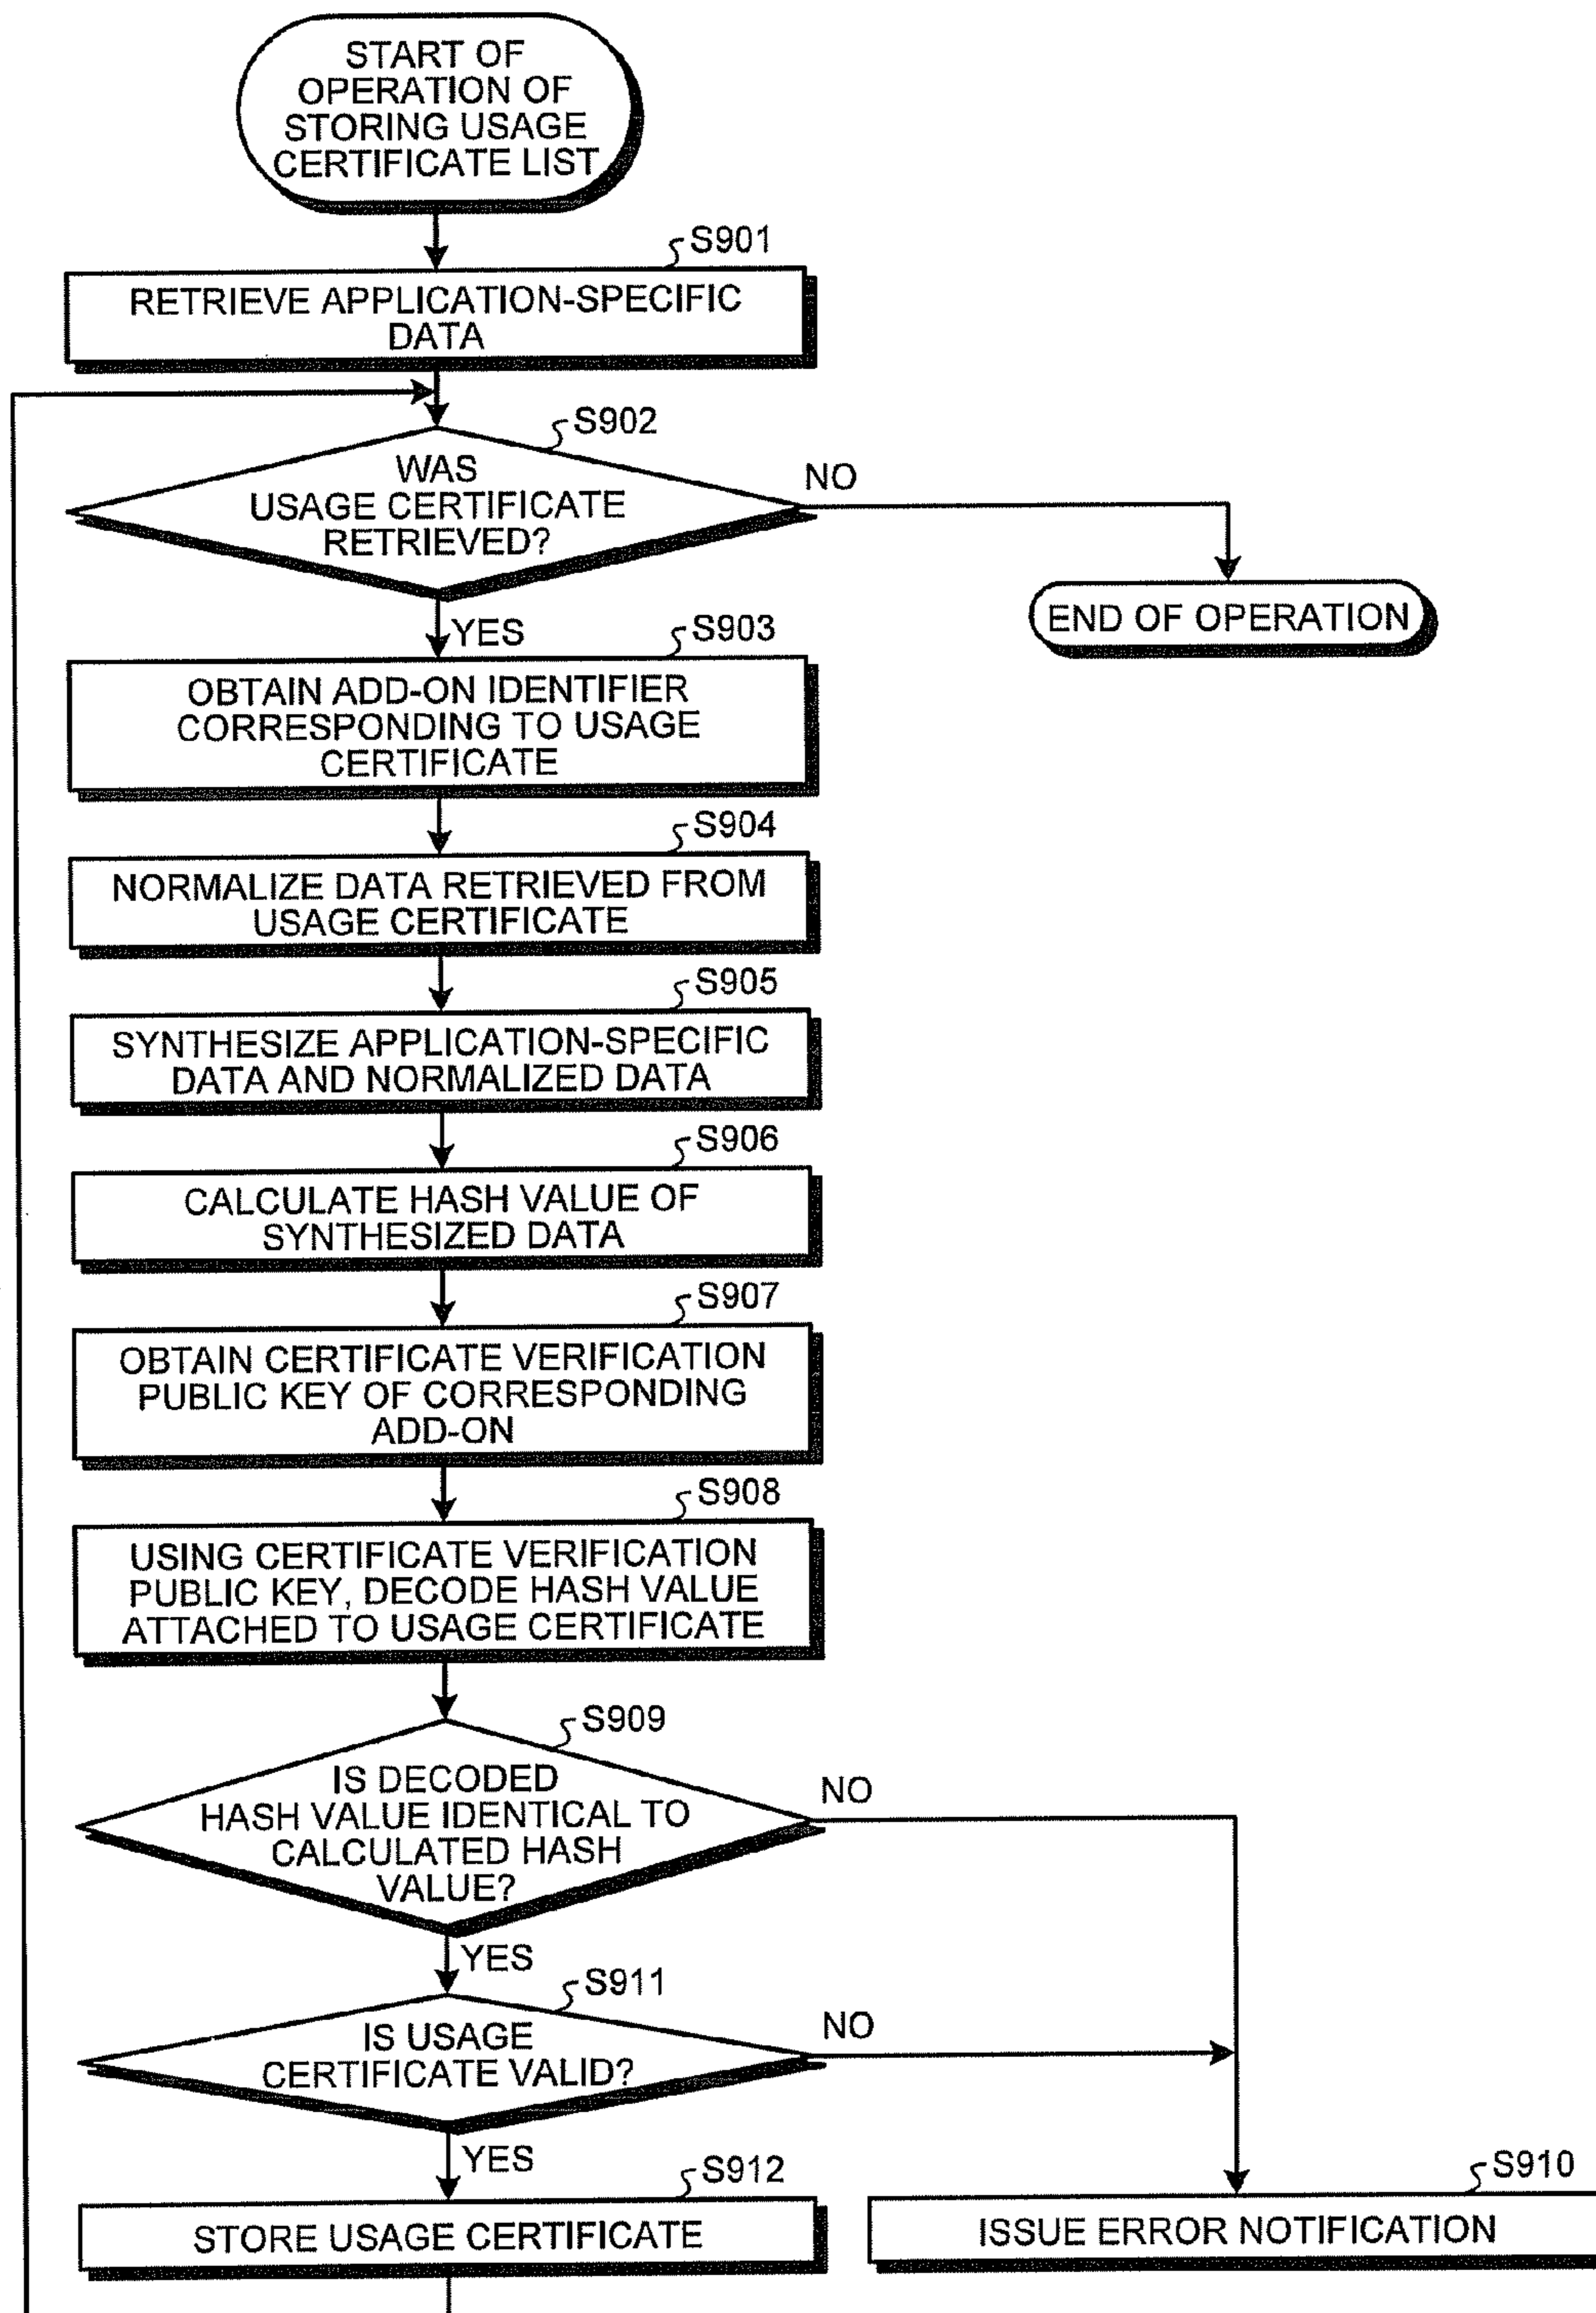 START OF
OPERATION OF
STORING USAGE
CERTIFICATE LIST
S901
RETRIEVE APPLICATION-SPECIFIC
DATA
S902
WAS
USAGE CERTIFICATE
RETRIEVED?
NO
END OF OPERATION
YES
S903
OBTAIN ADD-ON IDENTIFIER
CORRESPONDING TO USAGE
CERTIFICATE
S904
NORMALIZE DATA RETRIEVED FROM
USAGE CERTIFICATE
S905
SYNTHESIZE APPLICATION-SPECIFIC
DATA AND NORMALIZED DATA
S906
CALCULATE HASH VALUE OF
SYNTHESIZED DATA
S907
OBTAIN CERTIFICATE VERIFICATION
PUBLIC KEY OF CORRESPONDING
ADD-ON
S908
USING CERTIFICATE VERIFICATION
PUBLIC KEY, DECODE HASH VALUE
ATTACHED TO USAGE CERTIFICATE
S909
IS DECODED
HASH VALUE IDENTICAL TO
CALCULATED HASH
VALUE?
NO
YES
S911
IS USAGE
CERTIFICATE VALID?
NO
YES
S912
STORE USAGE CERTIFICATE
S910
ISSUE ERROR NOTIFICATION